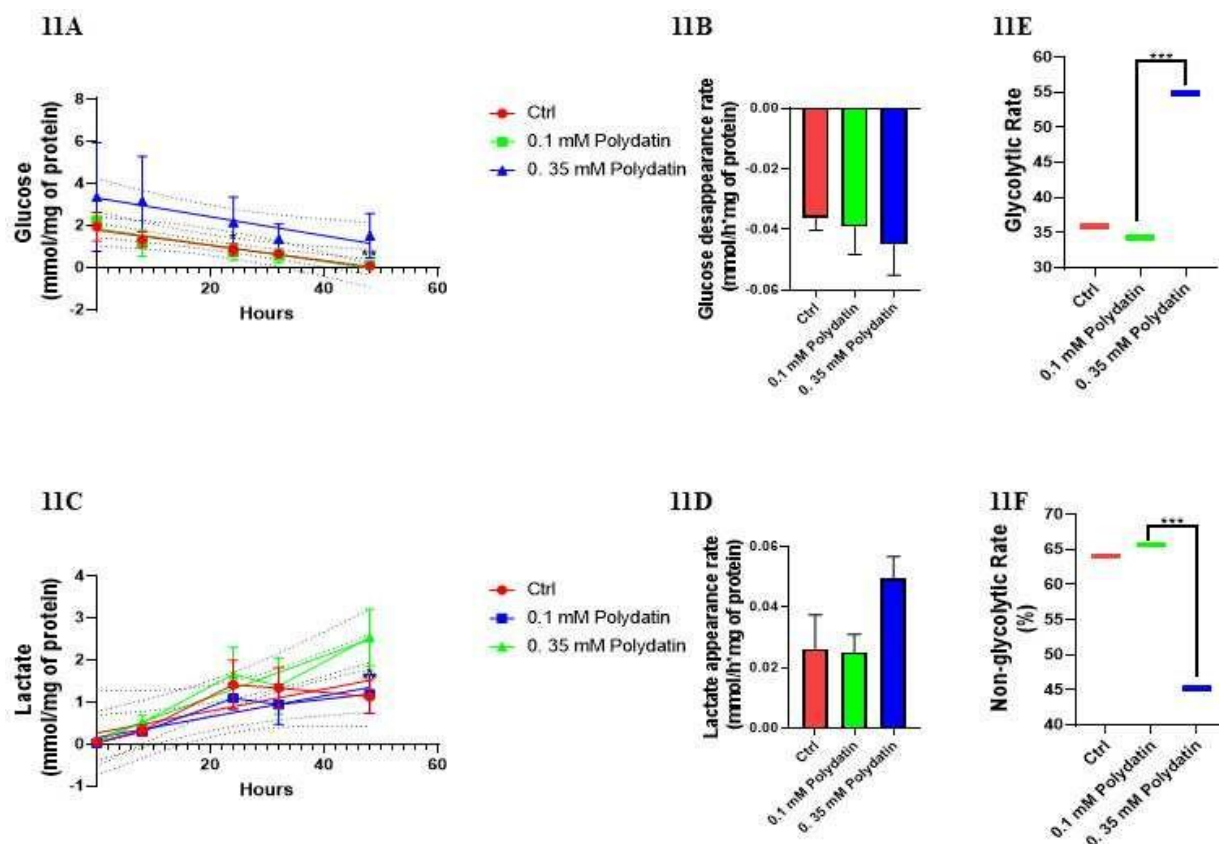 11A
Glucose
(mmol/mg of protein)
8
6
4
2
0
-2
20
40
60
Hours
Ctrl
0.1 mM Polydatin
0. 35 mM Polydatin
*
**
11B
Glucose desappearance rate
(mmol/h*mg of protein)
0.00
-0.02
-0.04
-0.06
Ctrl
0.1 mM Polydatin
0. 35 mM Polydatin
11E
Glycolytic Rate
60
55
50
45
40
35
30
***
Ctrl
0.1 mM Polydatin
0. 35 mM Polydatin
11C
Lactate
(mmol/mg of protein)
4
3
2
1
0
-1
20
40
60
Hours
Ctrl
0.1 mM Polydatin
0. 35 mM Polydatin
11D
Lactate appearance rate
(mmol/h*mg of protein)
0.06
0.04
0.02
0.00
Ctrl
0.1 mM Polydatin
0. 35 mM Polydatin
11F
Non-glycolytic Rate
(%)
70
65
60
55
50
45
40
***
Ctrl
0.1 mM Polydatin
0. 35 mM Polydatin